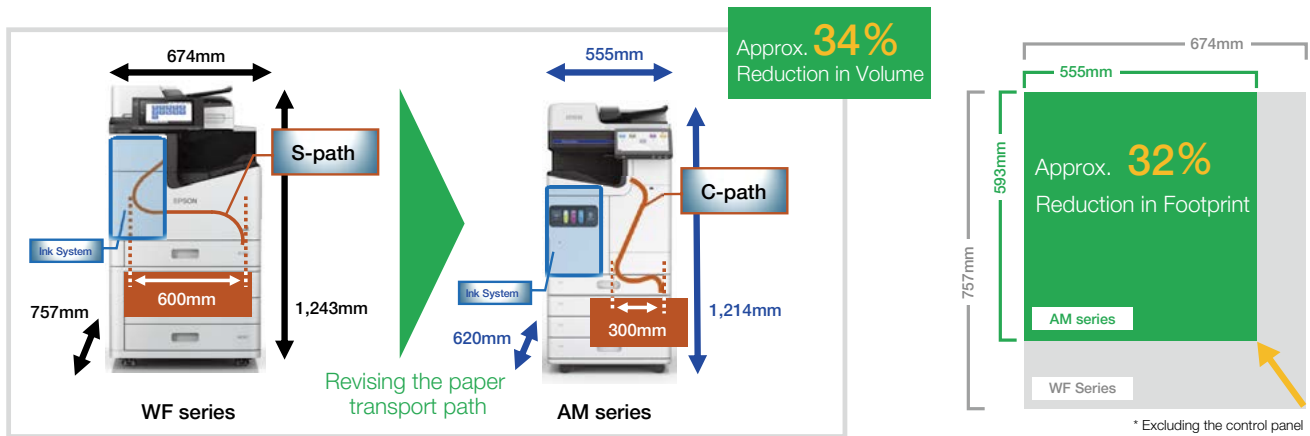 674mm
S-path
EPSON
Ink System
600mm
757mm
1,243mm
WF series
Revising the paper
transport path
555mm
Approx. 34%
Reduction in Volume
C-path
Ink System
300mm
620mm
1,214mm
AM series
674mm
555mm
757mm
593mm
Approx. 32%
Reduction in Footprint
AM series
WF Series
* Excluding the control panel